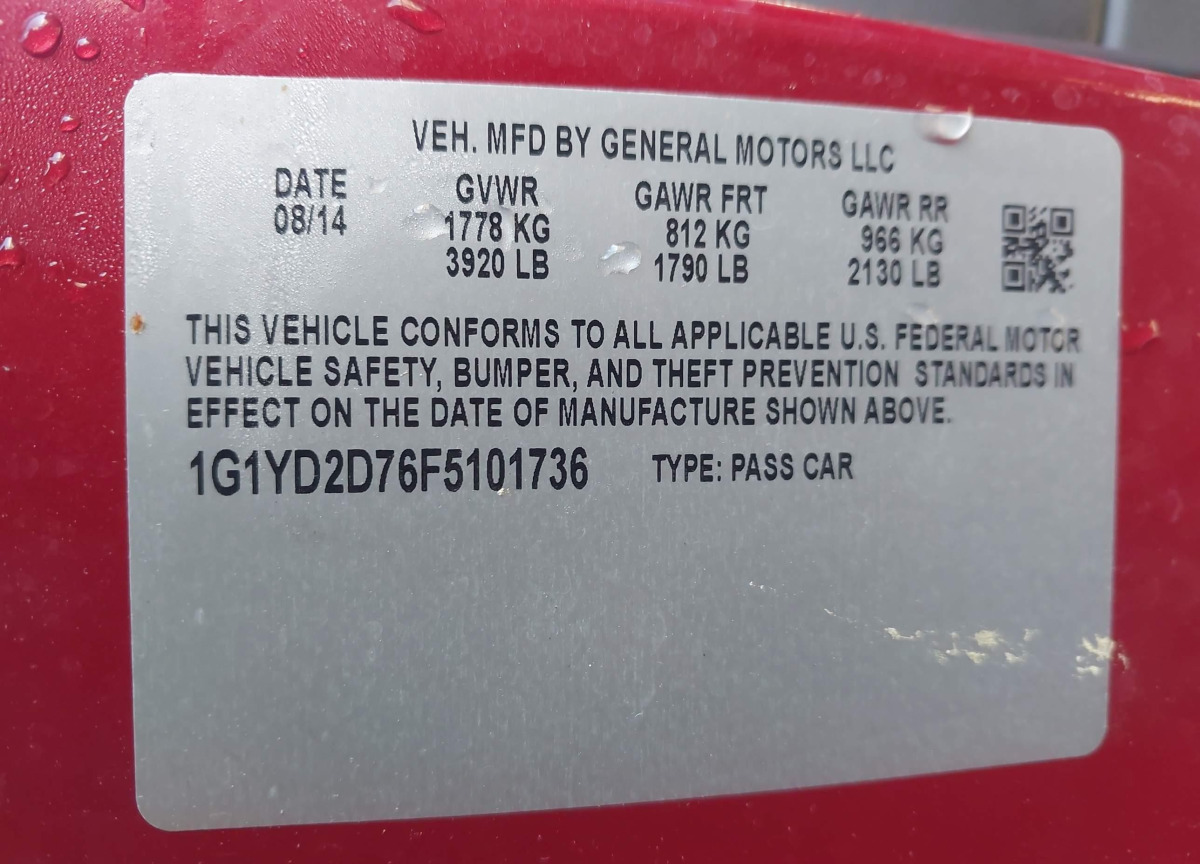 VEH. MFD BY GENERAL MOTORS LLC
DATE GVWR GAWR FRT GAWR RR
08/14 1778 KG 812 KG 966 KG
3920 LB 1790 LB 2130 LB
THIS VEHICLE CONFORMS TO ALL APPLICABLE U.S. FEDERAL MOTOR
VEHICLE SAFETY, BUMPER, AND THEFT PREVENTION STANDARDS IN
EFFECT ON THE DATE OF MANUFACTURE SHOWN ABOVE.
1G1YD2D76F5101736 TYPE: PASS CAR